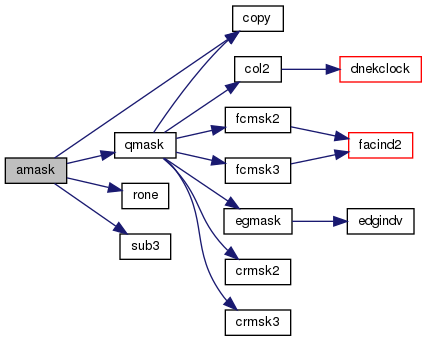 copy
col2
dnekclock
fcmsk2
qmask
facind2
amask
fcmsk3
rone
egmask
edgindv
sub3
crmsk2
crmsk3